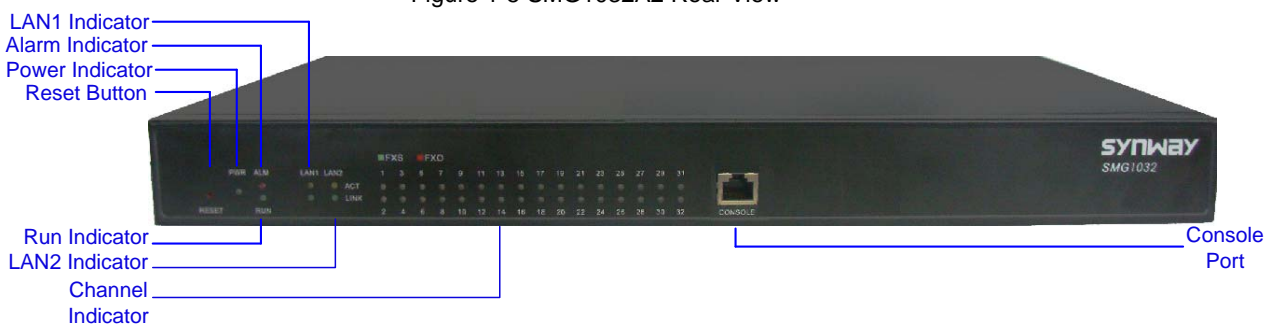 Figure 1-3 SMG1032A2 Rear View
LAN1 Indicator
Alarm Indicator
Power Indicator
Reset Button
SYNWAY
SMG1032
FXS FXO
PWR ALM LAN1 LAN2 1 3 5 7 9 11 13 15 17 19 21 23 25 27 29 31
ACT
LINK
RESET RUN 2 4 6 8 10 12 14 16 18 20 22 24 26 28 30 32 CONSOLE
Run Indicator
LAN2 Indicator
Channel
Indicator
Console
Port